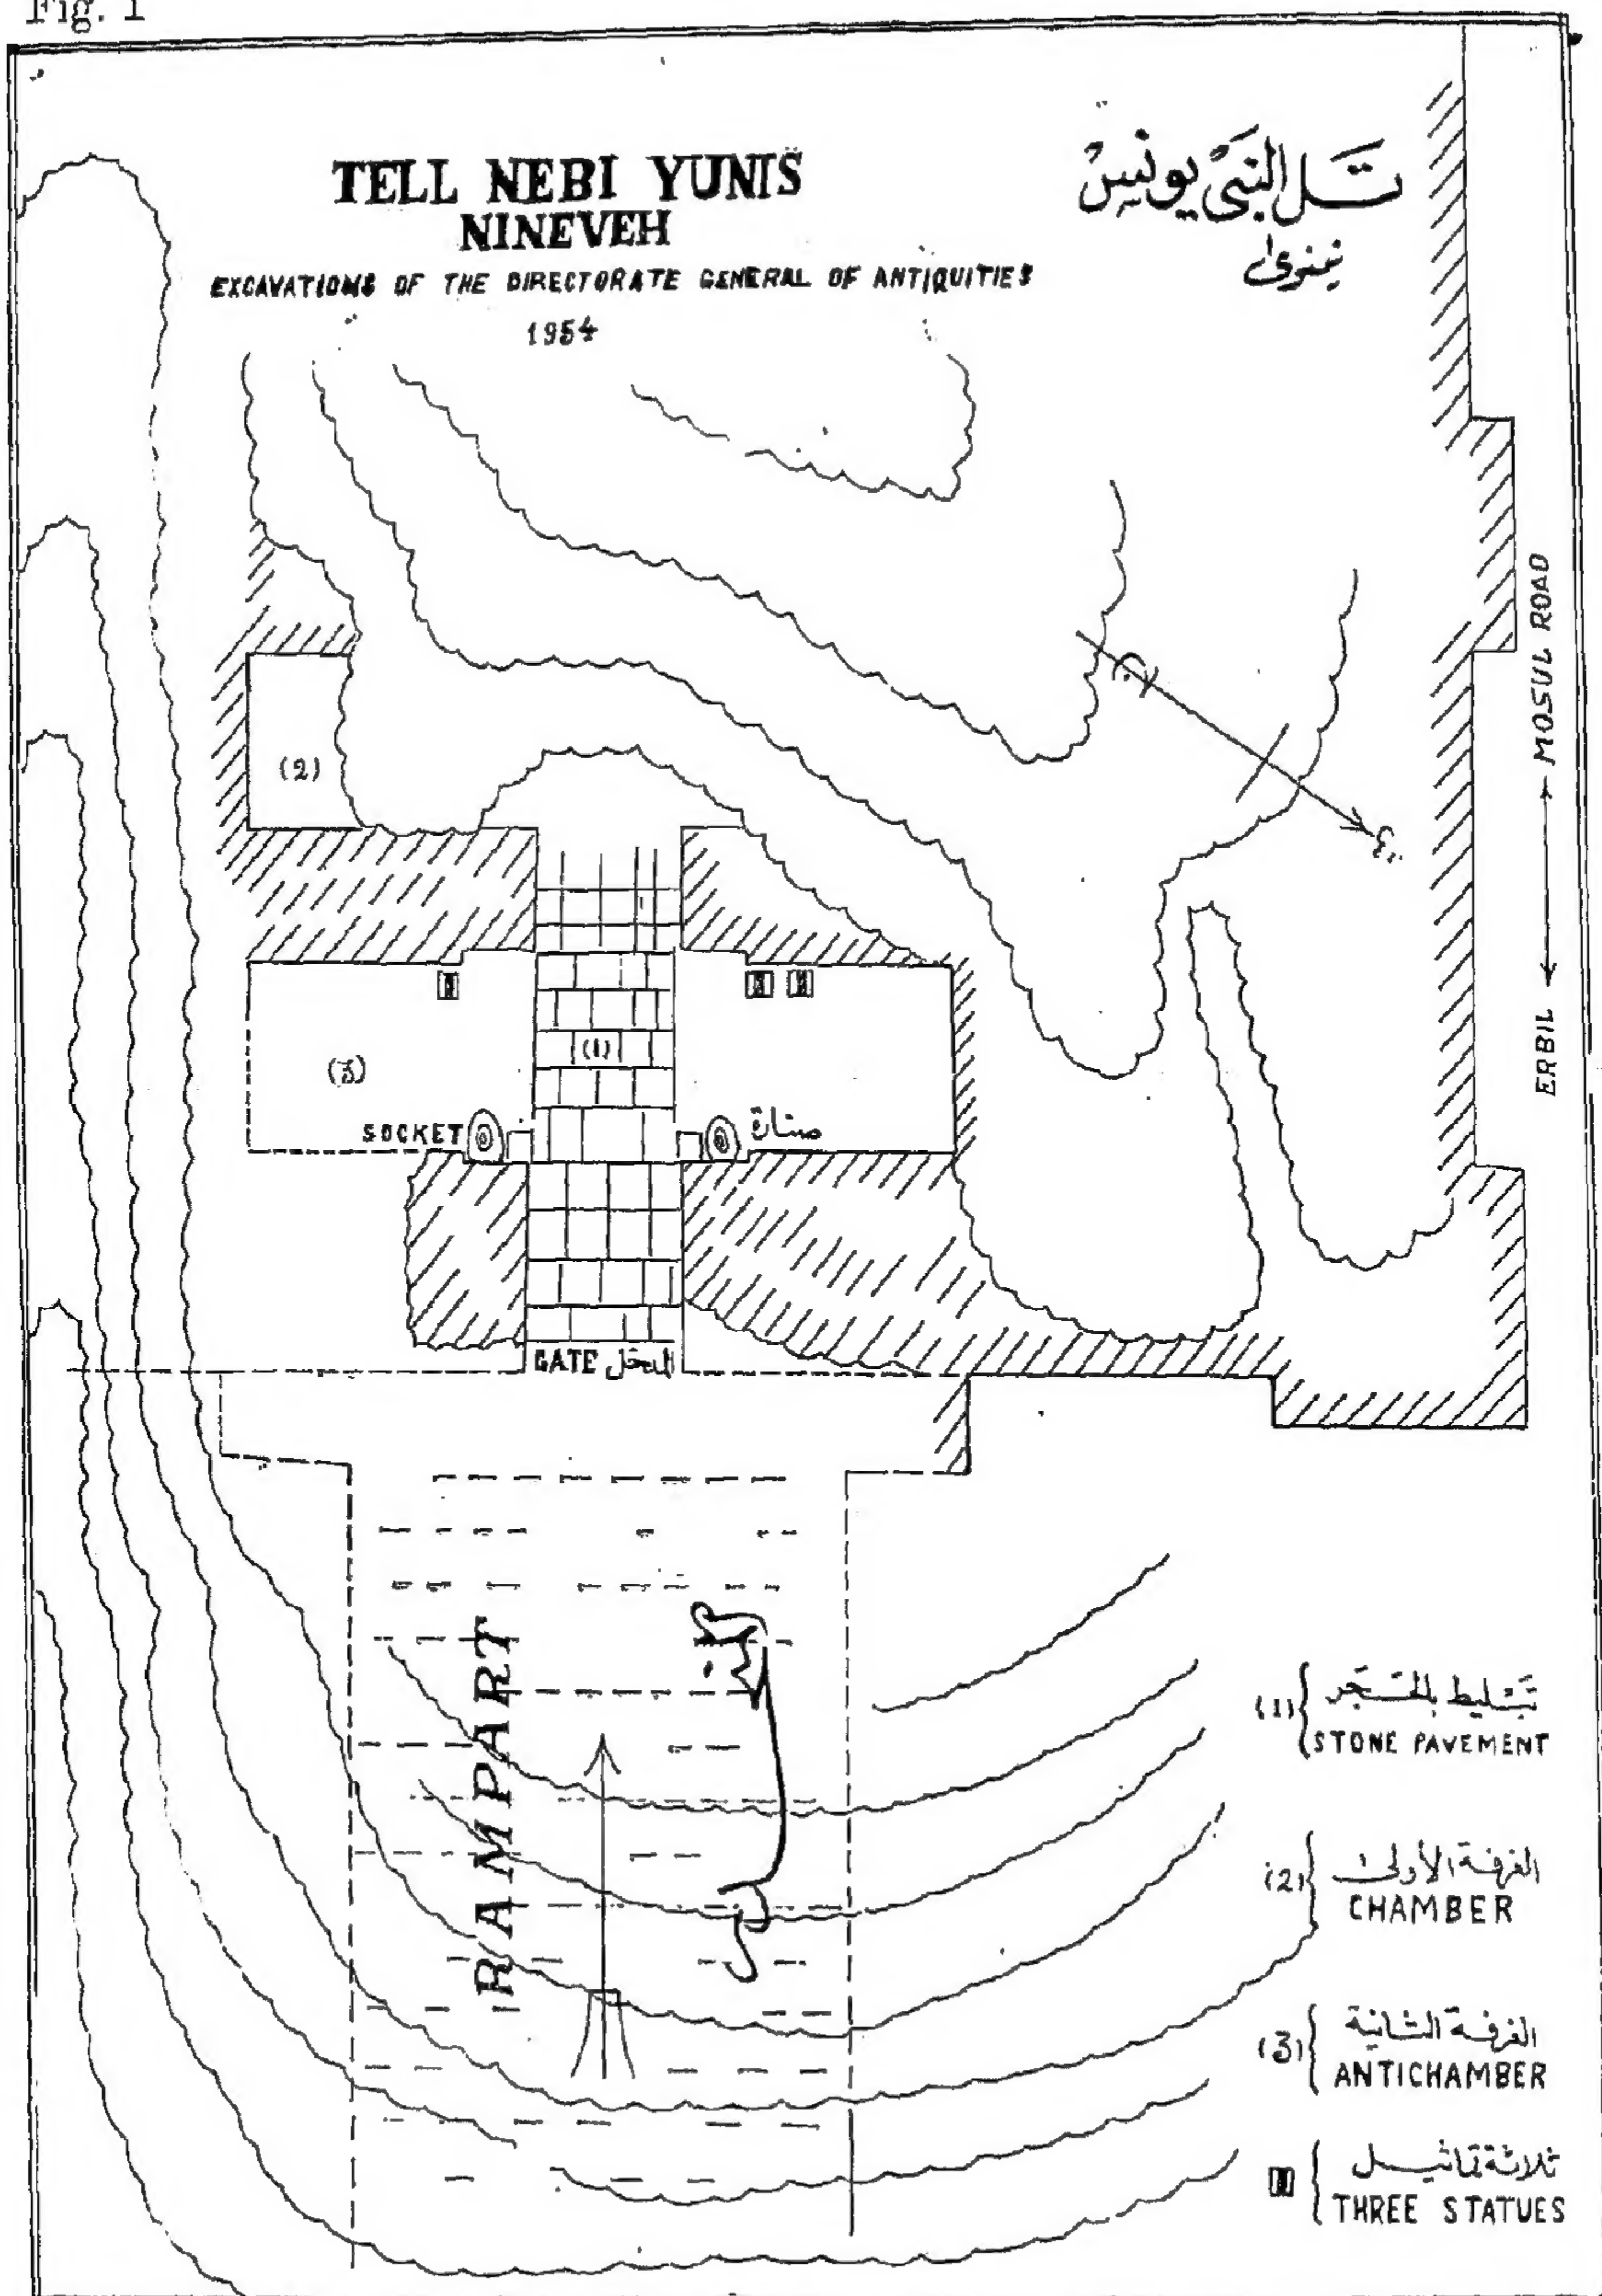 Fig. 1
TELL NEBI YUNIS
NINEVEH
EXCAVATIONS OF THE DIRECTORATE GENERAL OF ANTIQUITIES
1954
تل النبي يونس
نينوى
MOSUL ROAD
ERBIL
(2)
(1)
(3)
SOCKET
صنارة
GATE المدخل
RAMPART
(1) تبليط بالحجر
STONE PAVEMENT
(2) الغرفة الأولى
CHAMBER
(3) الغرفة الثانية
ANTICHAMBER
ثلاثة تماثيل
THREE STATUES